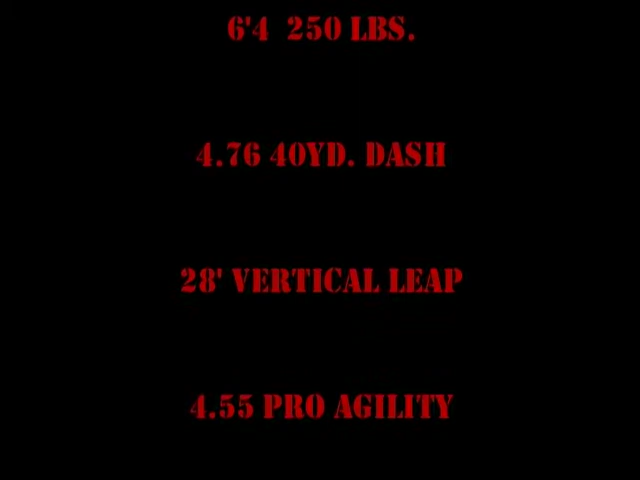 6'4 250 LBS.
4.76 40YD. DASH
28' VERTICAL LEAP
4.55 PRO AGILITY